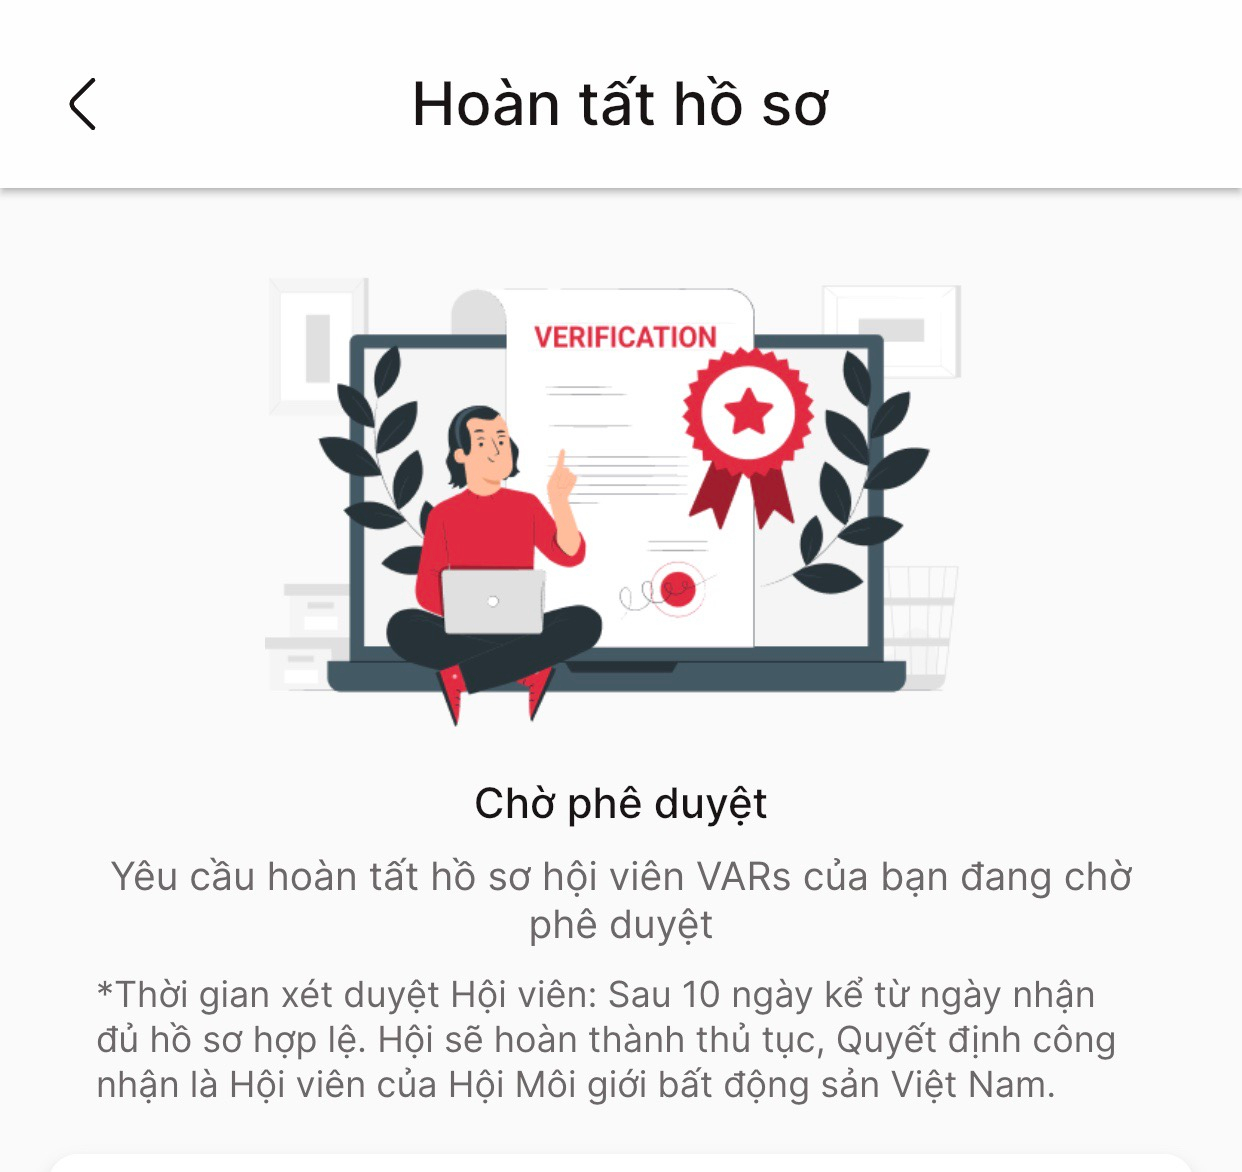 Hoàn tất hồ sơ
VERIFICATION
Chờ phê duyệt
Yêu cầu hoàn tất hồ sơ hội viên VARs của bạn đang chờ
phê duyệt
*Thời gian xét duyệt Hội viên: Sau 10 ngày kể từ ngày nhận
đủ hồ sơ hợp lệ. Hội sẽ hoàn thành thủ tục, Quyết định công
nhận là Hội viên của Hội Môi giới bất động sản Việt Nam.